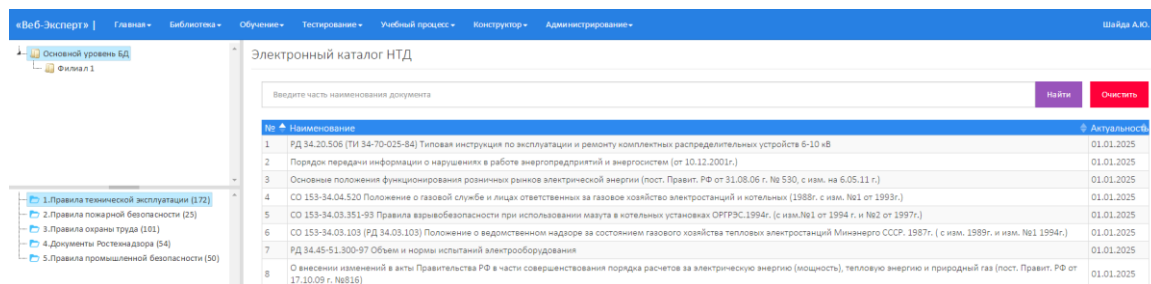 «Веб-Эксперт» | Главная Библиотека Обучение Тестирование Учебный процесс Конструктор Администрирование Шайда А.Ю.
Основной уровень БД
Филиал 1
1.Правила технической эксплуатации (172)
2.Правила пожарной безопасности (25)
3.Правила охраны труда (101)
4.Документы Ростехнадзора (54)
5.Правила промышленной безопасности (50)
Электронный каталог НТД
Введите часть наименования документа Найти Очистить
№ Наименование Актуальность
1 РД 34.20.506 (ТИ 34-70-025-84) Типовая инструкция по эксплуатации и ремонту комплектных распределительных устройств 6-10 кВ 01.01.2025
2 Порядок передачи информации о нарушениях в работе энергопредприятий и энергосистем (от 10.12.2001г.) 01.01.2025
3 Основные положения функционирования розничных рынков электрической энергии (пост. Правит. РФ от 31.08.06 г. № 530, с изм. на 6.05.11 г.) 01.01.2025
4 СО 153-34.04.520 Положение о газовой службе и лицах ответственных за газовое хозяйство электростанций и котельных (1988г. с изм. №1 от 1993г.) 01.01.2025
5 СО 153-34.03.351-93 Правила взрывобезопасности при использовании мазута в котельных установках ОРГРЭС.1994г. (с изм.№1 от 1994 г. и №2 от 1997г.) 01.01.2025
6 СО 153-34.03.103 (РД 34.03.103) Положение о ведомственном надзоре за состоянием газового хозяйства тепловых электростанций Минэнерго СССР. 1987г. ( с изм. 1989г. и изм. №1 1994г.) 01.01.2025
7 РД 34.45-51.300-97 Объем и нормы испытаний электрооборудования 01.01.2025
8 О внесении изменений в акты Правительства РФ в части совершенствования порядка расчетов за электрическую энергию (мощность), тепловую энергию и природный газ (пост. Правит. РФ от 01.01.2025
17.10.09 г. №816)